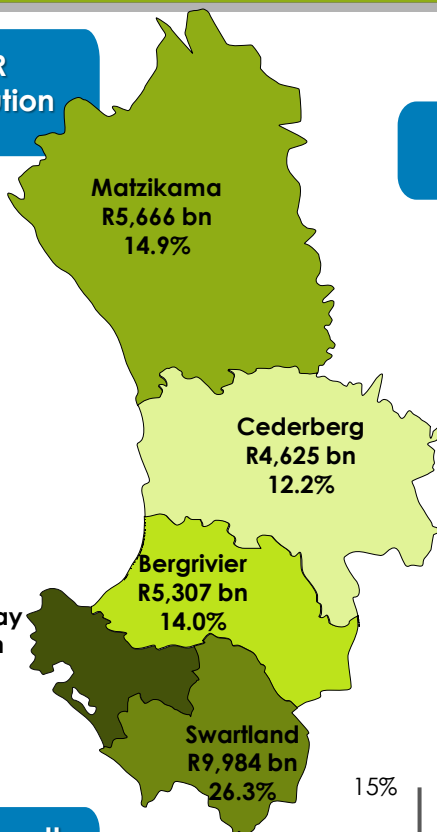 R
Matzikama
R5,666 bn
14.9%
Cederberg
R4,625 bn
12.2%
Bergrivier
R5,307 bn
14.0%
Swartland
R9,984 bn
26.3%
15%